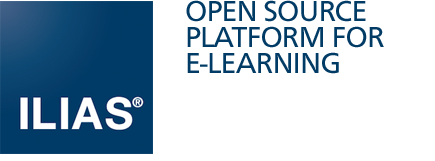 OPEN SOURCE
PLATFORM FOR
E-LEARNING
ILIAS®